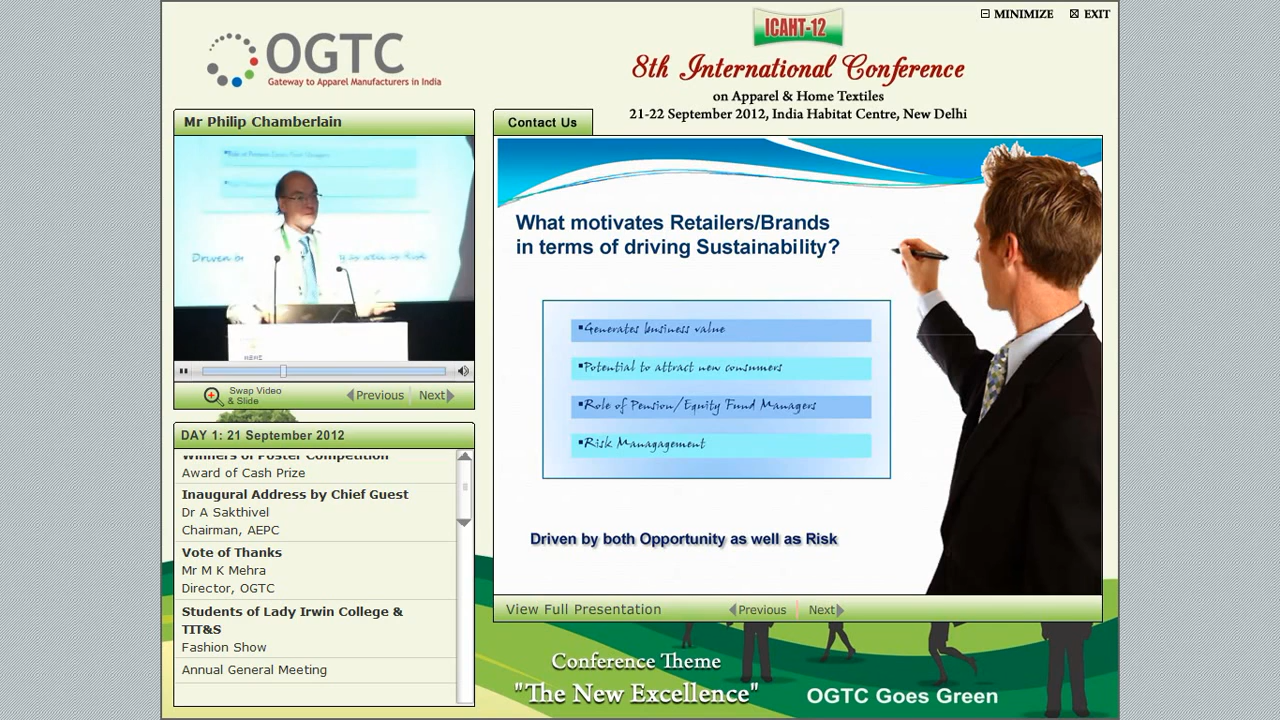 MINIMIZE EXIT
ICAHT-12
OGTC
Gateway to Apparel Manufacturers in India
8th International Conference
on Apparel & Home Textiles
21-22 September 2012, India Habitat Centre, New Delhi
Mr Philip Chamberlain
Driven
Swap Video
& Slide
Previous Next
DAY 1: 21 September 2012
Winners of Poster Competition
Award of Cash Prize
Inaugural Address by Chief Guest
Dr A Sakthivel
Chairman, AEPC
Vote of Thanks
Mr M K Mehra
Director, OGTC
Students of Lady Irwin College &
TIT&S
Fashion Show
Annual General Meeting
Contact Us
What motivates Retailers/Brands
in terms of driving Sustainability?
▪Generates business value
▪Potential to attract new consumers
▪Role of Pension/Equity Fund Managers
▪Risk Managagement
Driven by both Opportunity as well as Risk
View Full Presentation Previous Next
Conference Theme
"The New Excellence"
OGTC Goes Green